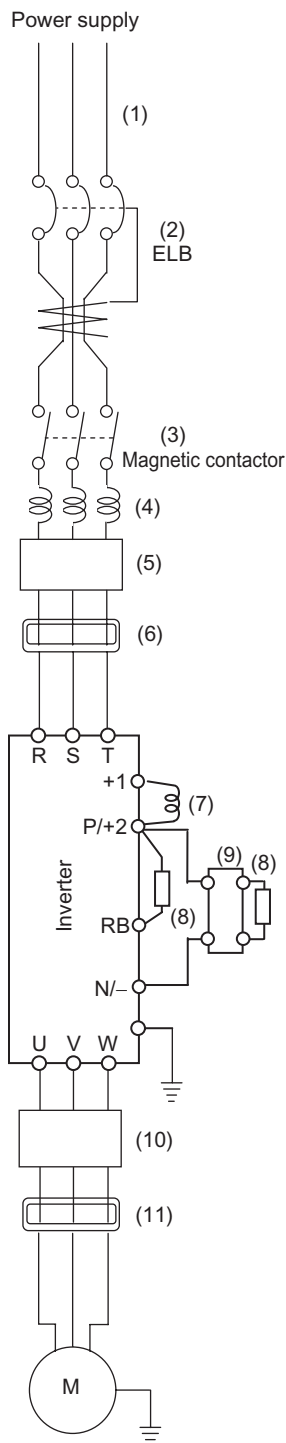 Power supply
(1)
(2)
ELB
(3)
Magnetic contactor
(4)
(5)
(6)
R S T
+1
(7)
P/+2
(9) (8)
(8)
Inverter
RB
N/−
U V W
(10)
(11)
M